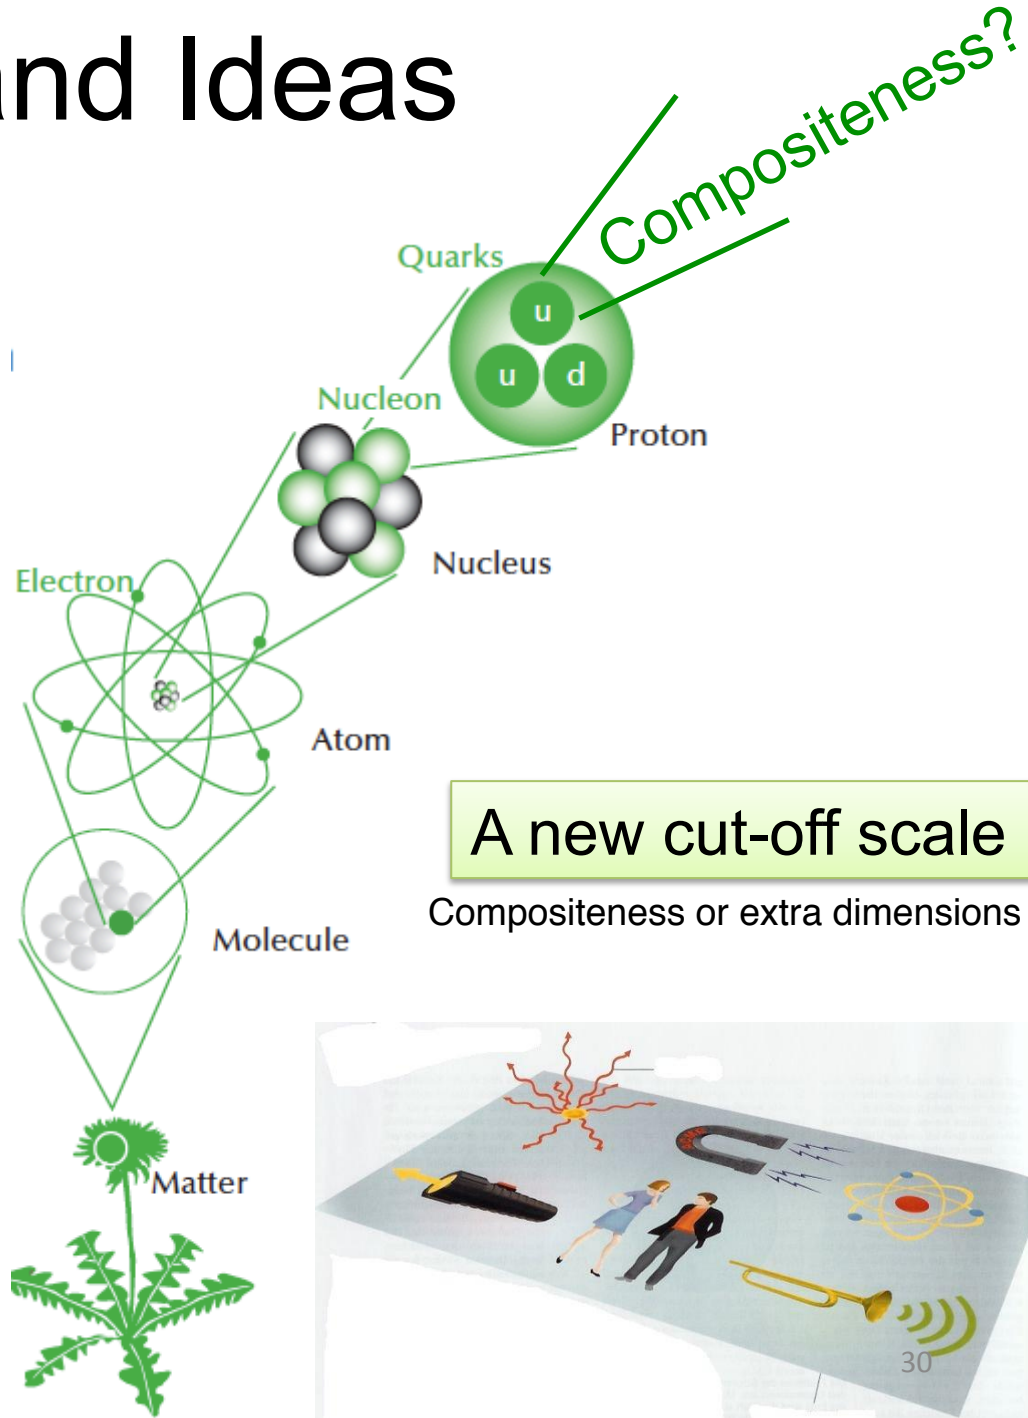 and Ideas
Compositeness?
Quarks
u
u d
Nucleon
Proton
Nucleus
Electron
Atom
A new cut-off scale
Compositeness or extra dimensions
Molecule
Matter
30